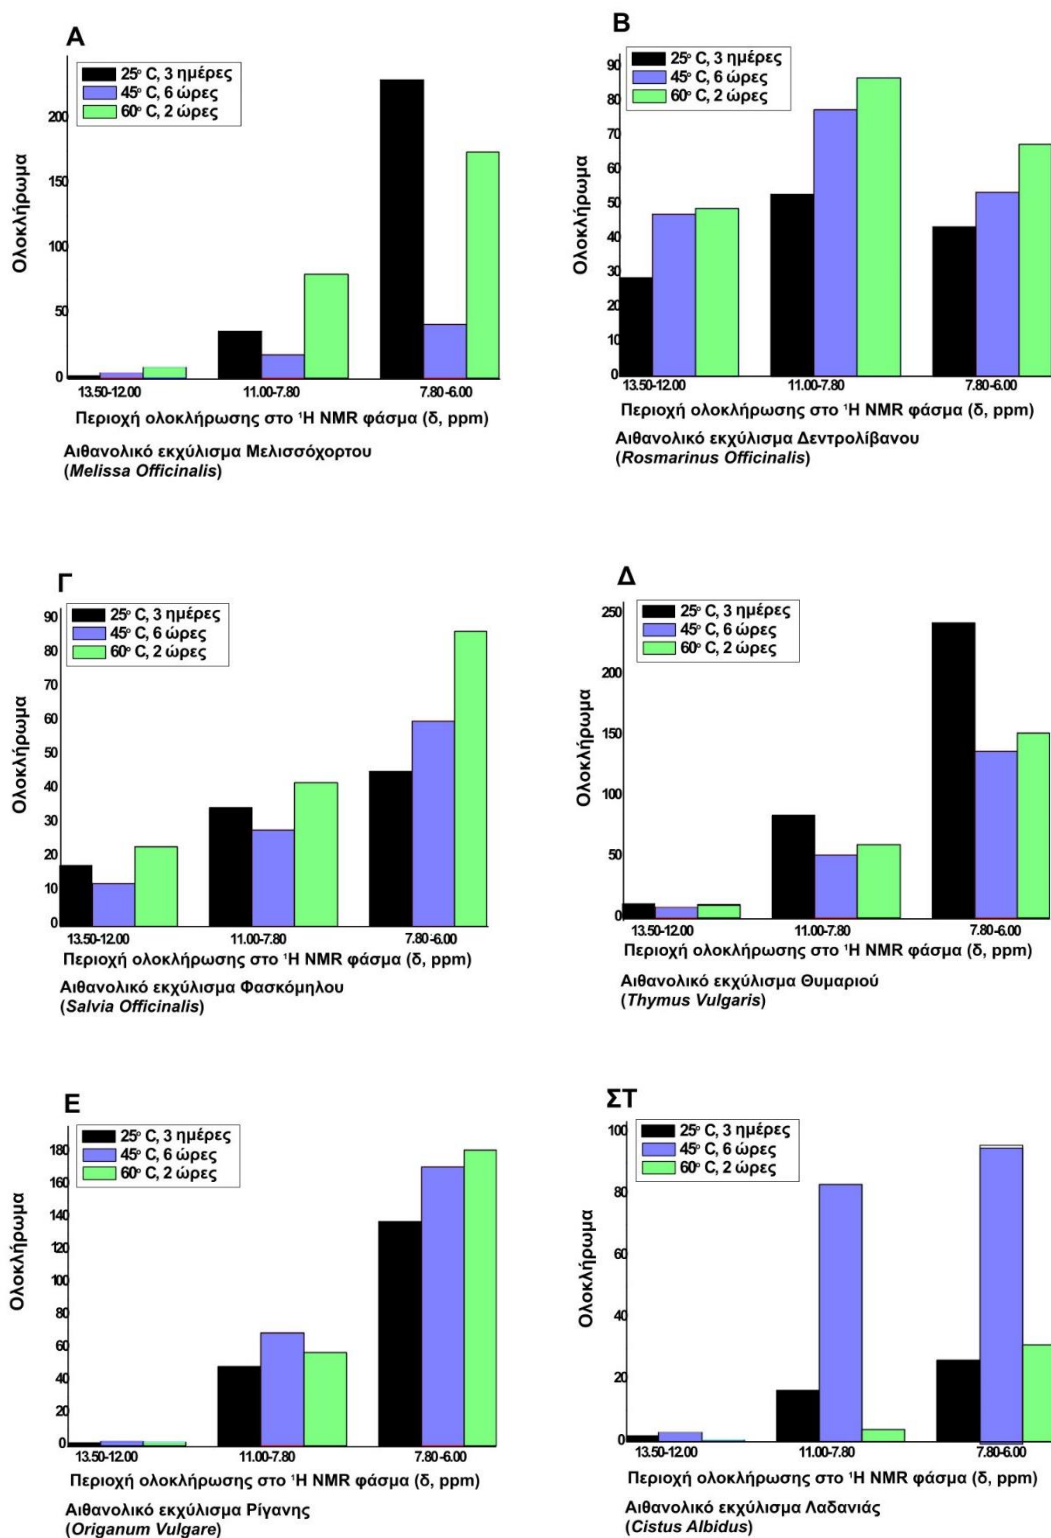 Α
25° C, 3 ημέρες
45° C, 6 ώρες
60° C, 2 ώρες
Ολοκλήρωμα
200
150
100
50
0
13.50-12.00
11.00-7.80
7.80-6.00
Περιοχή ολοκλήρωσης στο ¹H NMR φάσμα (δ, ppm)
Αιθανολικό εκχύλισμα Μελισσόχορτου
(Melissa Officinalis)
Β
25° C, 3 ημέρες
45° C, 6 ώρες
60° C, 2 ώρες
Ολοκλήρωμα
90
80
70
60
50
40
30
20
10
0
13.50-12.00
11.00-7.80
7.80-6.00
Περιοχή ολοκλήρωσης στο ¹H NMR φάσμα (δ, ppm)
Αιθανολικό εκχύλισμα Δεντρολίβανου
(Rosmarinus Officinalis)
Γ
25° C, 3 ημέρες
45° C, 6 ώρες
60° C, 2 ώρες
Ολοκλήρωμα
90
80
70
60
50
40
30
20
10
0
13.50-12.00
11.00-7.80
7.80-6.00
Περιοχή ολοκλήρωσης στο ¹H NMR φάσμα (δ, ppm)
Αιθανολικό εκχύλισμα Φασκόμηλου
(Salvia Officinalis)
Δ
25° C, 3 ημέρες
45° C, 6 ώρες
60° C, 2 ώρες
Ολοκλήρωμα
250
200
150
100
50
0
13.50-12.00
11.00-7.80
7.80-6.00
Περιοχή ολοκλήρωσης στο ¹H NMR φάσμα (δ, ppm)
Αιθανολικό εκχύλισμα Θυμαριού
(Thymus Vulgaris)
Ε
25° C, 3 ημέρες
45° C, 6 ώρες
60° C, 2 ώρες
Ολοκλήρωμα
180
160
140
120
100
80
60
40
20
0
13.50-12.00
11.00-7.80
7.80-6.00
Περιοχή ολοκλήρωσης στο ¹H NMR φάσμα (δ, ppm)
Αιθανολικό εκχύλισμα Ρίγανης
(Origanum Vulgare)
ΣΤ
25° C, 3 ημέρες
45° C, 6 ώρες
60° C, 2 ώρες
Ολοκλήρωμα
100
80
60
40
20
0
13.50-12.00
11.00-7.80
7.80-6.00
Περιοχή ολοκλήρωσης στο ¹H NMR φάσμα (δ, ppm)
Αιθανολικό εκχύλισμα Λαδανιάς
(Cistus Albidus)